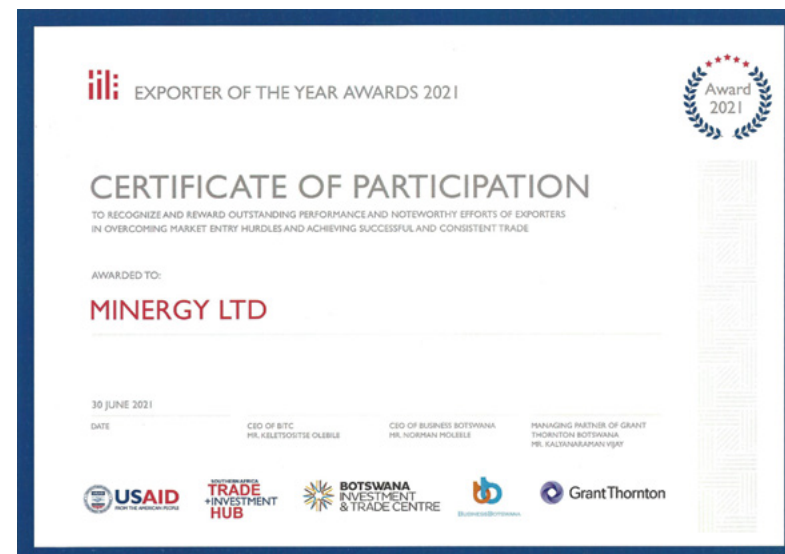 EXPORTER OF THE YEAR AWARDS 2021
Award
2021
CERTIFICATE OF PARTICIPATION
TO RECOGNIZE AND REWARD OUTSTANDING PERFORMANCE AND NOTEWORTHY EFFORTS OF EXPORTERS
IN OVERCOMING MARKET ENTRY HURDLES AND ACHIEVING SUCCESSFUL AND CONSISTENT TRADE
AWARDED TO:
MINERGY LTD
30 JUNE 2021
DATE
CEO OF BITC
MR. KELETSOSITSE OLEBILE
CEO OF BUSINESS BOTSWANA
MR. NORMAN MOLEELE
MANAGING PARTNER OF GRANT
THORNTON BOTSWANA
MR. KALYANARAMAN VIJAY
USAID
FROM THE AMERICAN PEOPLE
SOUTHERN AFRICA
TRADE
+INVESTMENT
HUB
BOTSWANA
INVESTMENT
& TRADE CENTRE
BUSINESSBOTSWANA
Grant Thornton